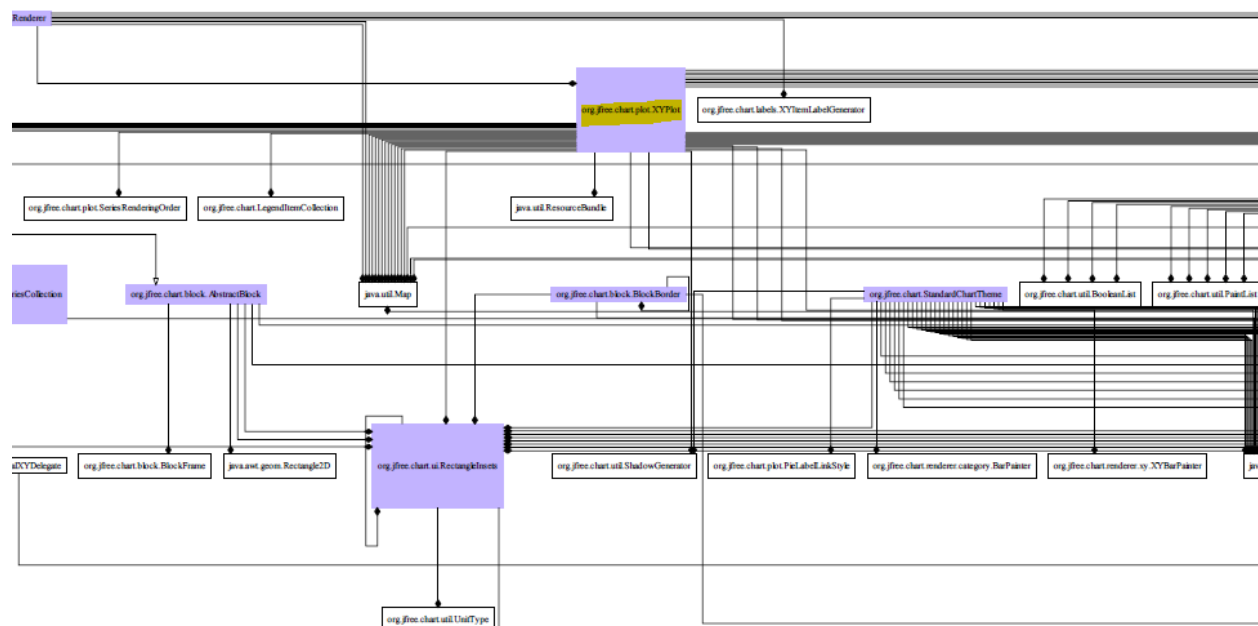 Renderer
org.jfree.chart.plot.XYPlot
org.jfree.chart.labels.XYItemLabelGenerator
org.jfree.chart.plot.SeriesRenderingOrder
org.jfree.chart.LegendItemCollection
java.util.ResourceBundle
riesCollection
org.jfree.chart.block.AbstractBlock
java.util.Map
org.jfree.chart.block.BlockBorder
org.jfree.chart.StandardChartTheme
org.jfree.chart.util.BooleanList
org.jfree.chart.util.PaintList
alXYDelegate
org.jfree.chart.block.BlockFrame
java.awt.geom.Rectangle2D
org.jfree.chart.ui.RectangleInsets
org.jfree.chart.util.ShadowGenerator
org.jfree.chart.plot.PieLabelLinkStyle
org.jfree.chart.renderer.category.BarPainter
org.jfree.chart.renderer.xy.XYBarPainter
java
org.jfree.chart.util.UnitType